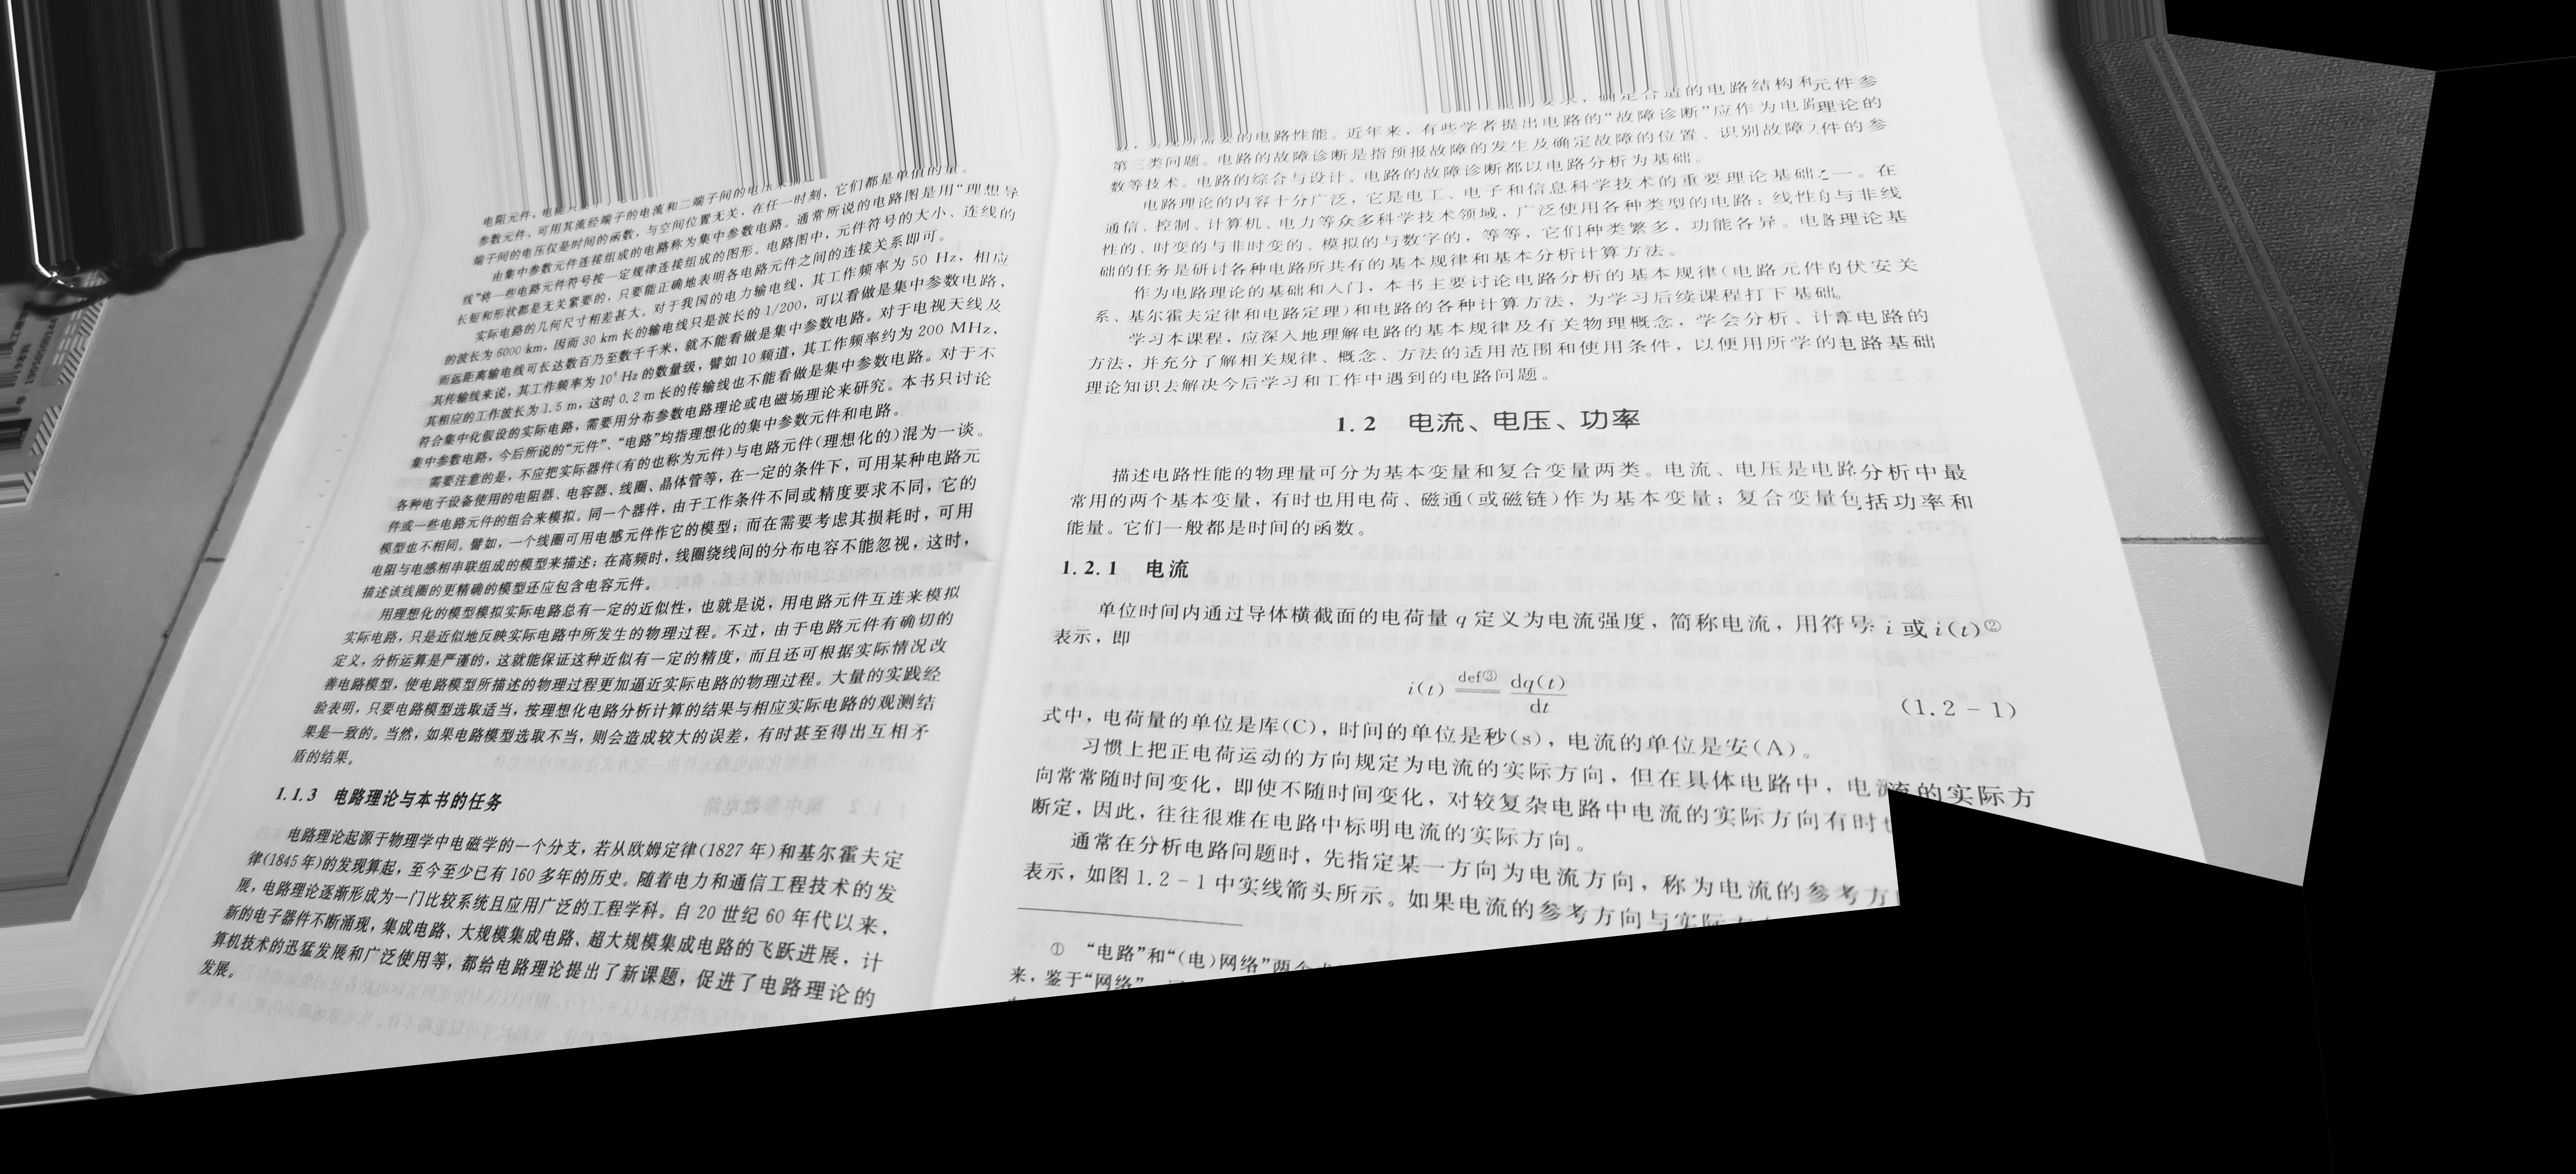 电阻元件,电
参数元件,可用其流经端子的电流和二端子间的电压来描述 它们都是单值的量。
端子间的电压仅是时间的函数,与空间位置无关,在任一时刻,
由集中参数元件连接组成的电路称为集中参数电路。通常所说的电路图是用“理想导
线”将一些电路元件符号按一定规律连接组成的图形。电路图中,元件符号的大小、连线的
长短和形状都是无关紧要的,只要能正确地表明各电路元件之间的连接关系即可。
实际电路的几何尺寸相差甚大。对于我国的电力输电线,其工作频率为 50 Hz,相应
的波长为 6000 km,因而 30 km 长的输电线只是波长的 1/200,可以看做是集中参数电路,
而远距离输电线可长达数百乃至数千千米,就不能看做是集中参数电路。对于电视天线及
其传输线来说,其工作频率为 10⁸ Hz 的数量级,譬如 10 频道,其工作频率约为 200 MHz,
其相应的工作波长为 1.5 m,这时 0.2 m 长的传输线也不能看做是集中参数电路。对于不
符合集中化假设的实际电路,需要用分布参数电路理论或电磁场理论来研究。本书只讨论
集中参数电路,今后所说的“元件”、“电路”均指理想化的集中参数元件和电路。
需要注意的是,不应把实际器件(有的也称为元件)与电路元件(理想化的)混为一谈。
各种电子设备使用的电阻器、电容器、线圈、晶体管等,在一定的条件下,可用某种电路元
件或一些电路元件的组合来模拟。同一个器件,由于工作条件不同或精度要求不同,它的
模型也不相同。譬如,一个线圈可用电感元件作它的模型;而在需要考虑其损耗时,可用
电阻与电感相串联组成的模型来描述;在高频时,线圈绕线间的分布电容不能忽视,这时,
描述该线圈的更精确的模型还应包含电容元件。
用理想化的模型模拟实际电路总有一定的近似性,也就是说,用电路元件互连来模拟
实际电路,只是近似地反映实际电路中所发生的物理过程。不过,由于电路元件有确切的
定义,分析运算是严谨的,这就能保证这种近似有一定的精度,而且还可根据实际情况改
善电路模型,使电路模型所描述的物理过程更加逼近实际电路的物理过程。大量的实践经
验表明,只要电路模型选取适当,按理想化电路分析计算的结果与相应实际电路的观测结
果是一致的。当然,如果电路模型选取不当,则会造成较大的误差,有时甚至得出互相矛
盾的结果。
1.1.3 电路理论与本书的任务
电路理论起源于物理学中电磁学的一个分支,若从欧姆定律(1827 年)和基尔霍夫定
律(1845 年)的发现算起,至今至少已有 160 多年的历史。随着电力和通信工程技术的发
展,电路理论逐渐形成为一门比较系统且应用广泛的工程学科。自 20 世纪 60 年代以来,
新的电子器件不断涌现,集成电路、大规模集成电路、超大规模集成电路的飞跃进展,计
算机技术的迅猛发展和广泛使用等,都给电路理论提出了新课题,促进了电路理论的
发展。
确定合适的电路结构和元件参
实现所需要的电路性能。近年来,有些学者提出电路的“故障诊断”应作为电路理论的
第三类问题。电路的故障诊断是指预报故障的发生及确定故障的位置、识别故障元件的参
数等技术。电路的综合与设计、电路的故障诊断都以电路分析为基础。
电路理论的内容十分广泛,它是电工、电子和信息科学技术的重要理论基础之一。在
通信、控制、计算机、电力等众多科学技术领域,广泛使用各种类型的电路:线性的与非线
性的、时变的与非时变的、模拟的与数字的,等等,它们种类繁多,功能各异。电路理论基
础的任务是研讨各种电路所共有的基本规律和基本分析计算方法。
作为电路理论的基础和入门,本书主要讨论电路分析的基本规律(电路元件的伏安关
系、基尔霍夫定律和电路定理)和电路的各种计算方法,为学习后续课程打下基础。
学习本课程,应深入地理解电路的基本规律及有关物理概念,学会分析、计算电路的
方法,并充分了解相关规律、概念、方法的适用范围和使用条件,以便用所学的电路基础
理论知识去解决今后学习和工作中遇到的电路问题。
1.2 电流、电压、功率
描述电路性能的物理量可分为基本变量和复合变量两类。电流、电压是电路分析中最
常用的两个基本变量,有时也用电荷、磁通(或磁链)作为基本变量;复合变量包括功率和
能量。它们一般都是时间的函数。
1.2.1 电流
单位时间内通过导体横截面的电荷量 q 定义为电流强度,简称电流,用符号 i 或 i(t)②
表示,即
i(t) ≝③ dq(t)/dt (1.2-1)
式中,电荷量的单位是库(C),时间的单位是秒(s),电流的单位是安(A)。
习惯上把正电荷运动的方向规定为电流的实际方向,但在具体电路中,电流的实际方
向常常随时间变化,即使不随时间变化,对较复杂电路中电流的实际方向有时
断定,因此,往往很难在电路中标明电流的实际方向。
通常在分析电路问题时,先指定某一方向为电流方向,称为电流的参考方
表示,如图 1.2-1 中实线箭头所示。如果电流的参考方向与实际
① “电路”和“(电)网络”两个
来,鉴于“网络”